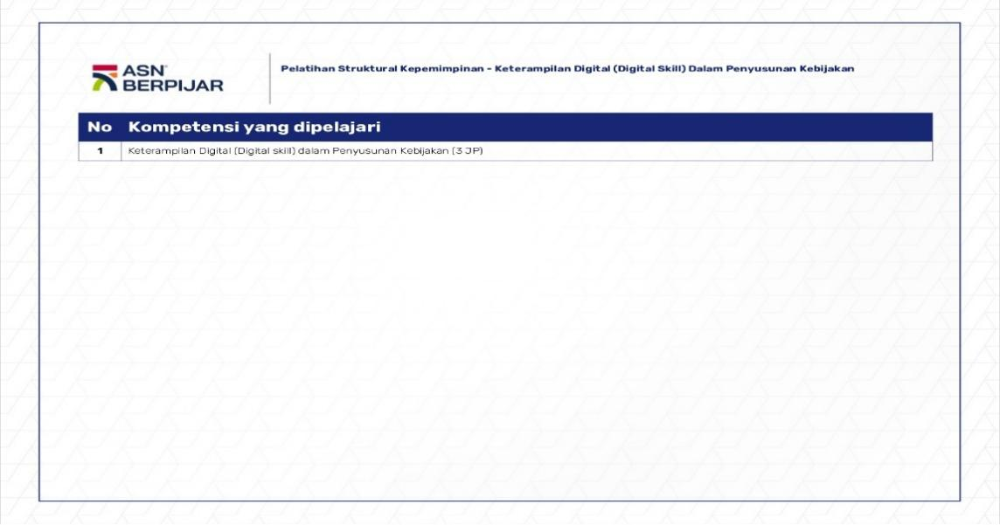 ASN
BERPIJAR
Pelatihan Struktural Kepemimpinan - Keterampilan Digital (Digital Skill) Dalam Penyusunan Kebijakan
No Kompetensi yang dipelajari
1 Keterampilan Digital (Digital skill) dalam Penyusunan Kebijakan (3 JP)